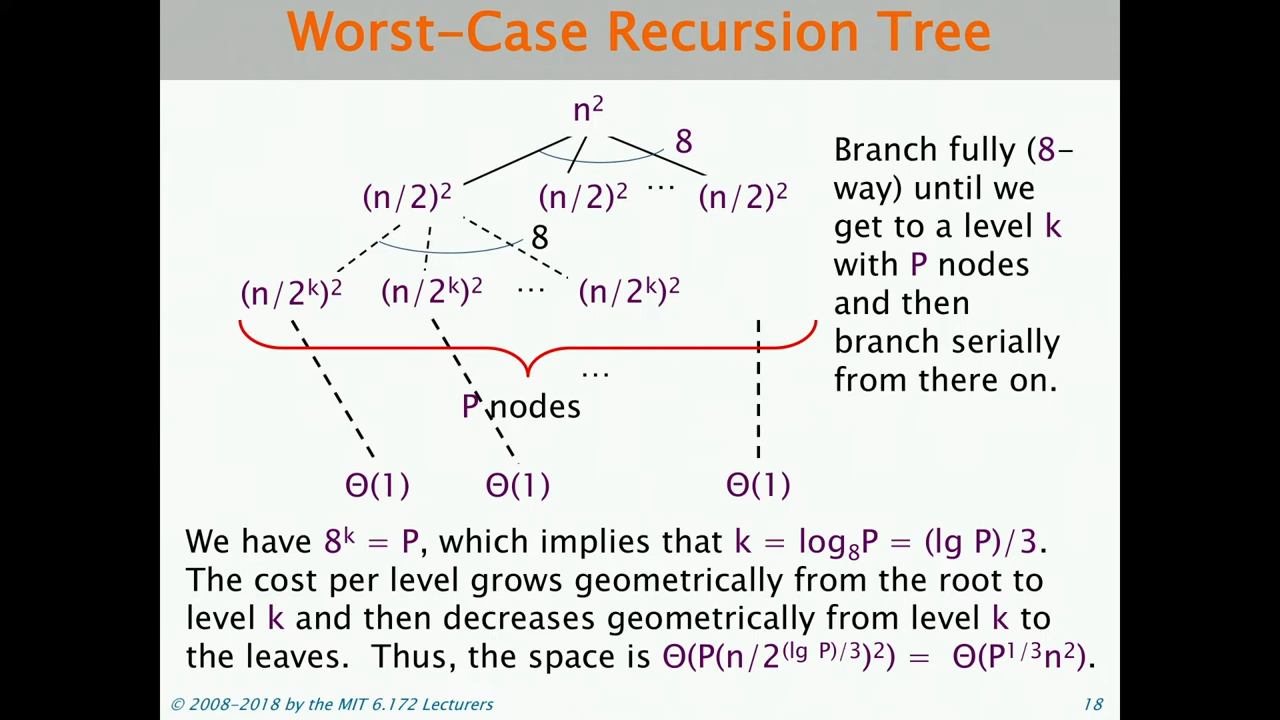 Worst-Case Recursion Tree
n²
8
(n/2)² (n/2)² ⋯ (n/2)²
8
(n/2ᵏ)² (n/2ᵏ)² ⋯ (n/2ᵏ)²
⋯
P nodes
Θ(1) Θ(1) Θ(1)
Branch fully (8-
way) until we
get to a level k
with P nodes
and then
branch serially
from there on.
We have 8ᵏ = P, which implies that k = log₈P = (lg P)/3.
The cost per level grows geometrically from the root to
level k and then decreases geometrically from level k to
the leaves. Thus, the space is Θ(P(n/2^(lg P)/3)²) = Θ(P^1/3n²).
© 2008-2018 by the MIT 6.172 Lecturers
18